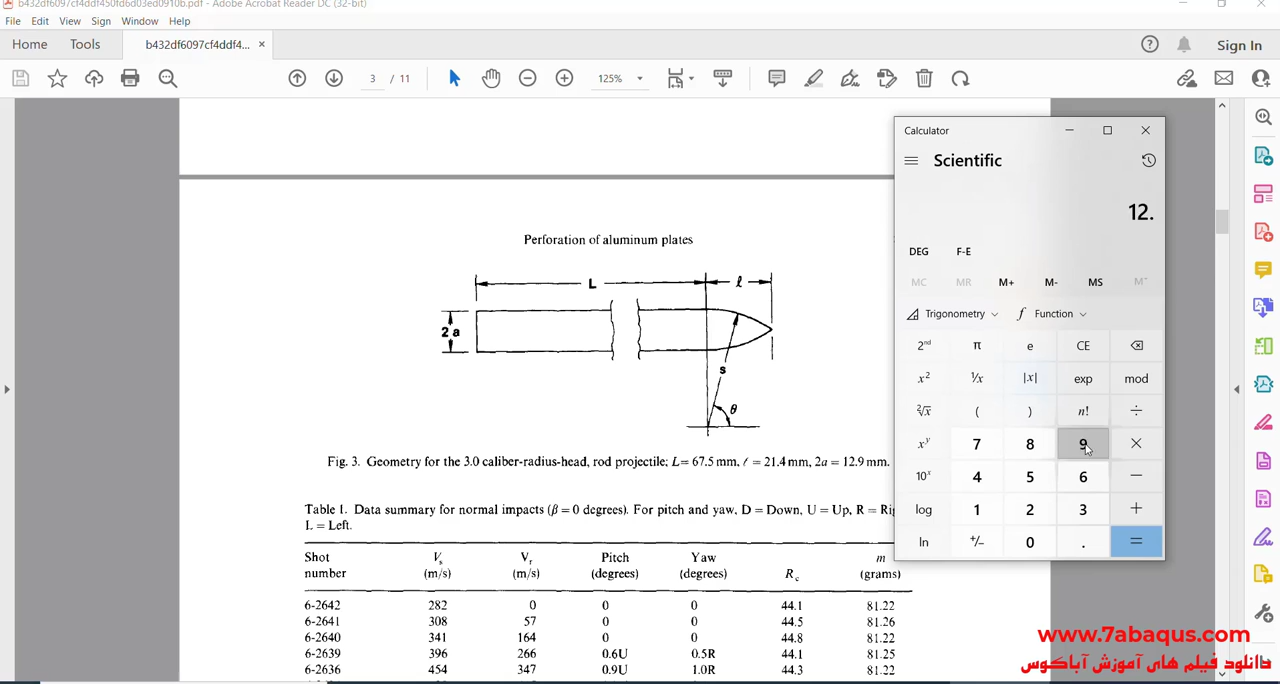 b432df6097cf4ddf450fd6d03ed0910b.pdf - Adobe Acrobat Reader DC (32-bit)
File Edit View Sign Window Help
Home Tools b432df6097cf4ddf4... × Sign In
3 / 11 125%
Perforation of aluminum plates
L ℓ
2 a
s
θ
Fig. 3. Geometry for the 3.0 caliber-radius-head, rod projectile; L = 67.5 mm, ℓ = 21.4 mm, 2a = 12.9 mm.
Table 1. Data summary for normal impacts (β = 0 degrees). For pitch and yaw, D = Down, U = Up, R = Ri
L = Left.
Shot number Vs (m/s) Vr (m/s) Pitch (degrees) Yaw (degrees) Rc m (grams)
6-2642 282 0 0 0 44.1 81.22
6-2641 308 57 0 0 44.5 81.26
6-2640 341 164 0 0 44.8 81.22
6-2639 396 266 0.6U 0.5R 44.1 81.25
6-2636 454 347 0.9U 1.0R 44.3 81.22
Calculator
Scientific
12.
DEG F-E
MC MR M+ M- MS M˅
Trigonometry Function
2ⁿᵈ π e CE
x² ¹/x |x| exp mod
²√x ( ) n! ÷
xʸ 7 8 9 ×
10ˣ 4 5 6 −
log 1 2 3 +
ln +/− 0 . =
www.7abaqus.com
دانلود فیلم های آموزش آباکوس